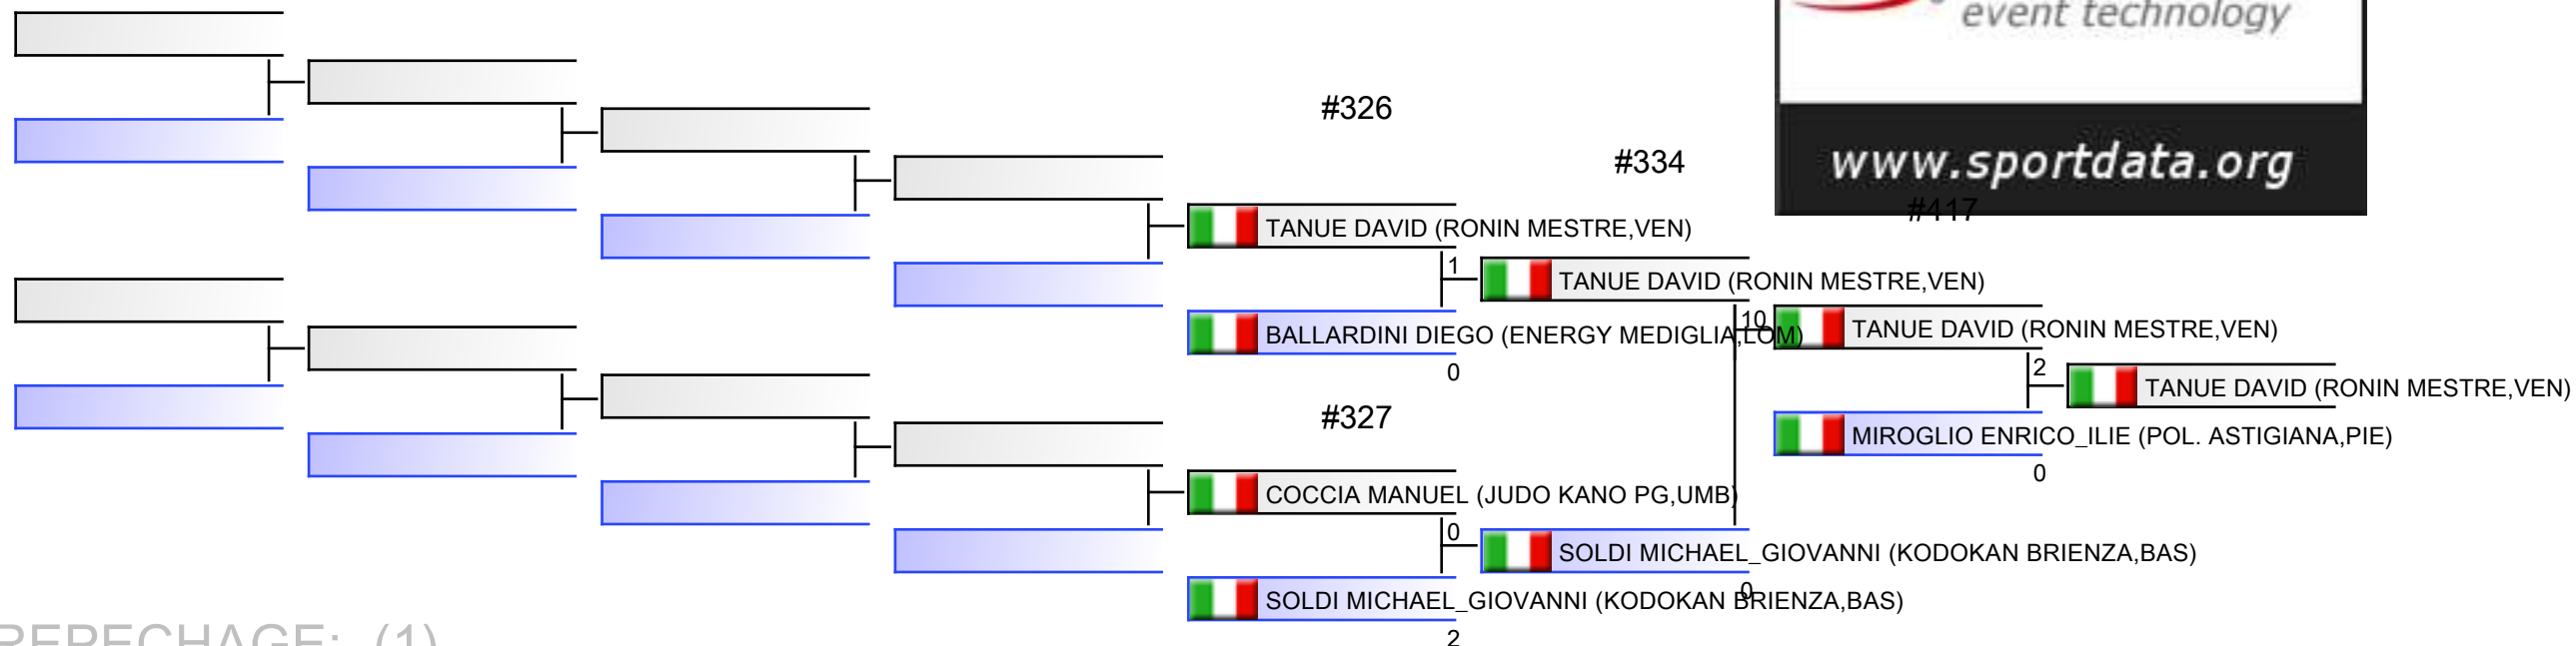 event technology
www.sportdata.org
#326
#334
#417
TANUE DAVID (RONIN MESTRE,VEN)
1
TANUE DAVID (RONIN MESTRE,VEN)
BALLARDINI DIEGO (ENERGY MEDIGLIA,LOM)
0
10
TANUE DAVID (RONIN MESTRE,VEN)
2
TANUE DAVID (RONIN MESTRE,VEN)
MIROGLIO ENRICO_ILIE (POL. ASTIGIANA,PIE)
0
#327
COCCIA MANUEL (JUDO KANO PG,UMB)
0
SOLDI MICHAEL_GIOVANNI (KODOKAN BRIENZA,BAS)
0
SOLDI MICHAEL_GIOVANNI (KODOKAN BRIENZA,BAS)
2
REPECHAGE: (1)